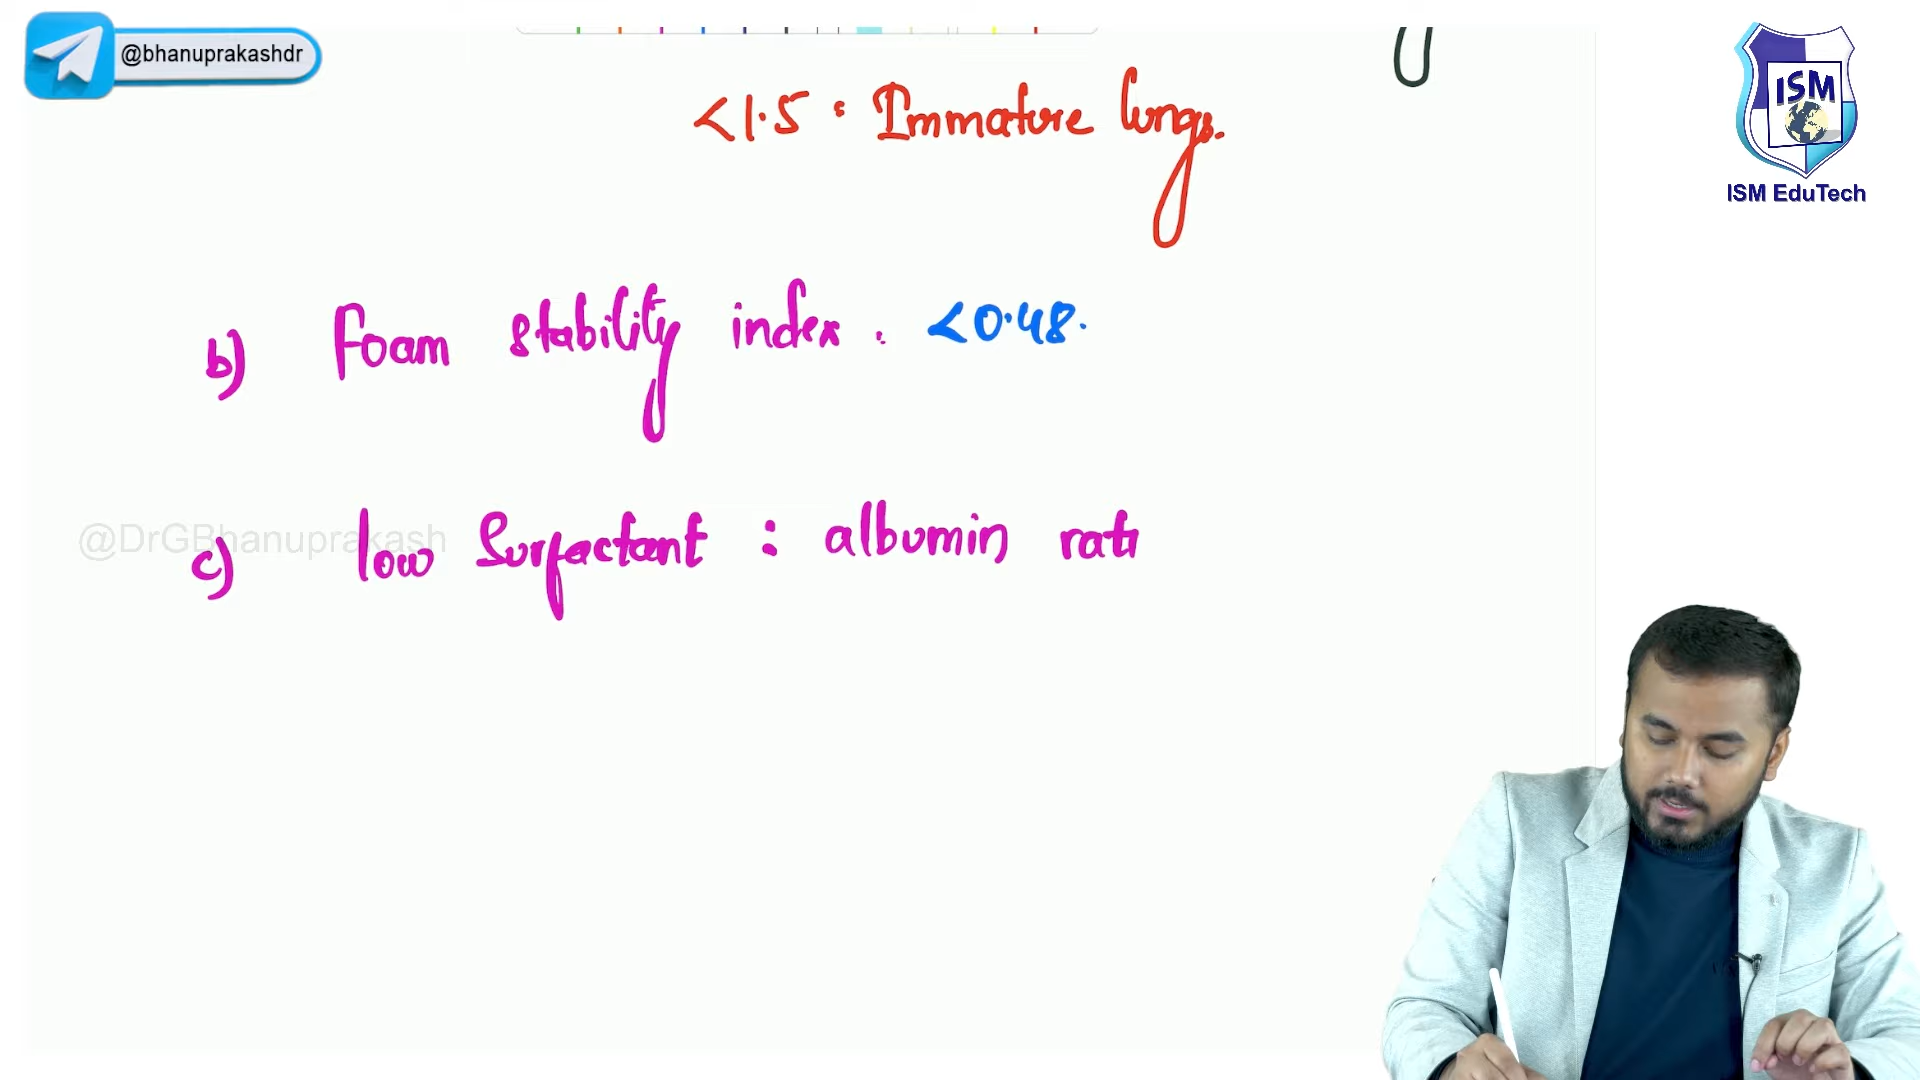 @bhanuprakashdr
<1.5 : Immature lungs.
ISM
ISM EduTech
b) Foam stability index : <0.48.
@DrGBhanuprakash
c) low Surfactant : albumin rati